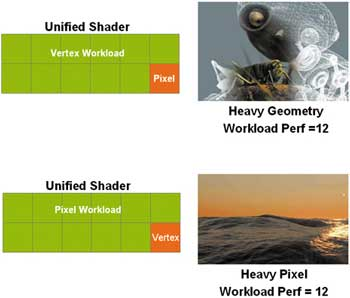 Unified Shader
Vertex Workload
Pixel
Heavy Geometry
Workload Perf =12
Unified Shader
Pixel Workload
Vertex
Heavy Pixel
Workload Perf = 12